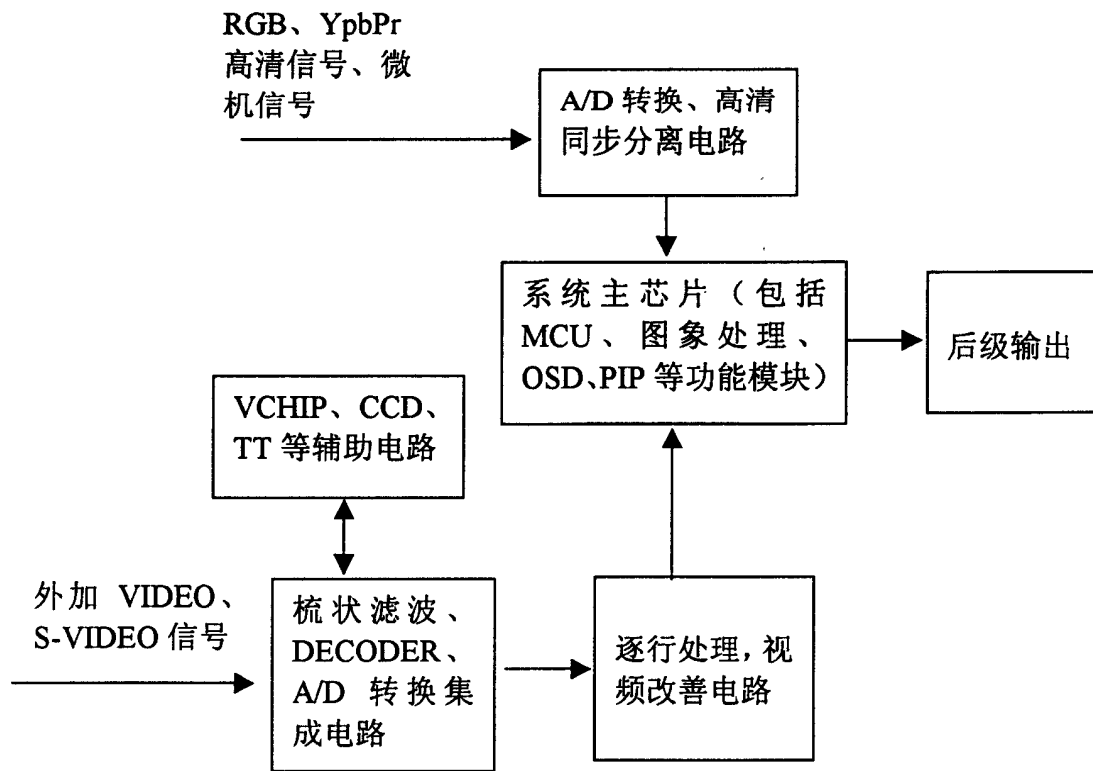 RGB、YpbPr
高清信号、微
机信号
A/D 转换、高清
同步分离电路
系统主芯片（包括
MCU、图象处理、
OSD、PIP 等功能模块）
后级输出
VCHIP、CCD、
TT 等辅助电路
外加 VIDEO、
S-VIDEO 信号
梳状滤波、
DECODER、
A/D 转换集
成电路
逐行处理，视
频改善电路